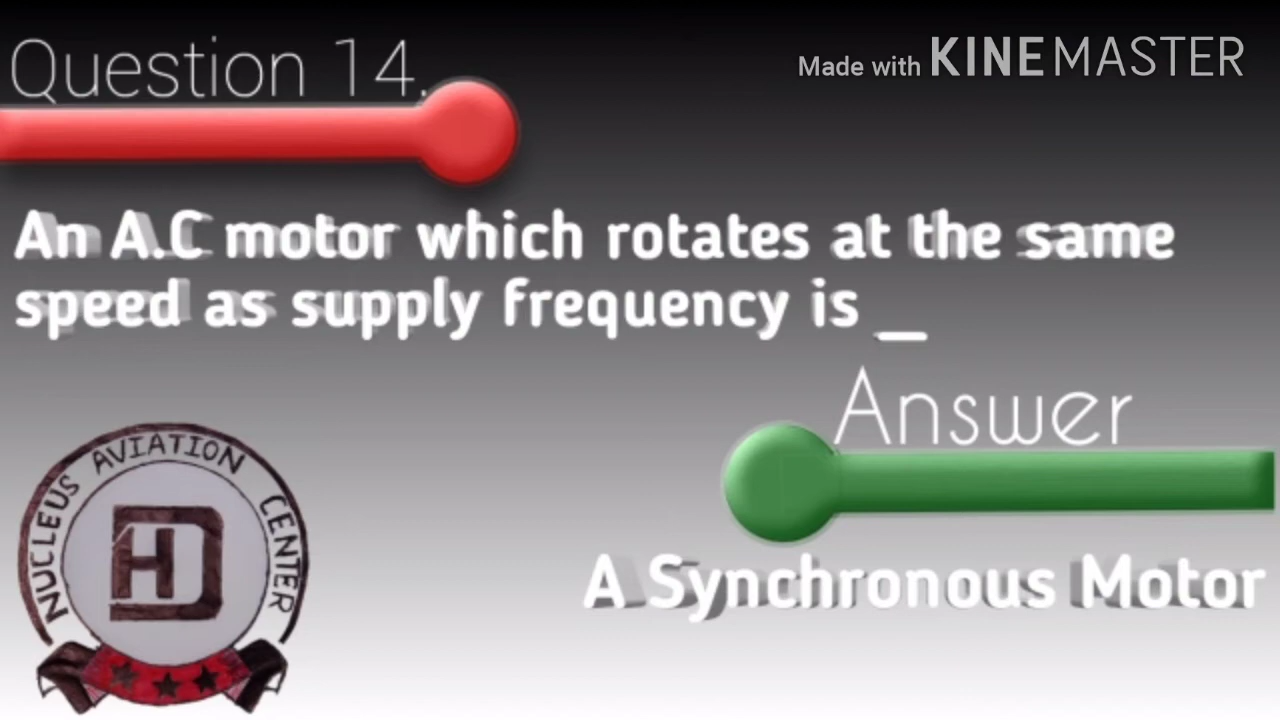 Question 14.
Made with KINEMASTER
An A.C motor which rotates at the same
speed as supply frequency is _
Answer
A Synchronous Motor
NUCLEUS AVIATION CENTER
HD